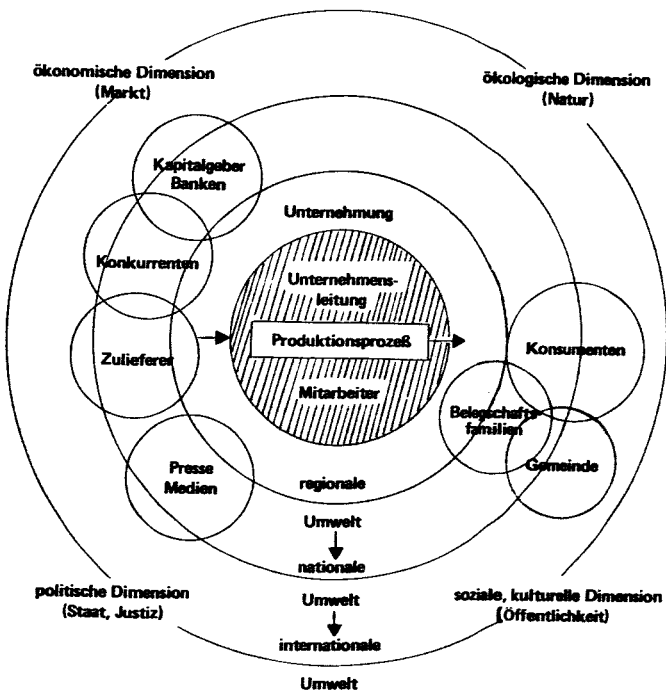 ökonomische Dimension
(Markt)
ökologische Dimension
(Natur)
Kapitalgeber
Banken
Unternehmung
Konkurrenten
Unternehmens-
leitung
Produktionsprozeß
Zulieferer
Konsumenten
Mitarbeiter
Belegschafts-
familien
Presse
Medien
Gemeinde
regionale
Umwelt
nationale
politische Dimension
(Staat, Justiz)
Umwelt
soziale, kulturelle Dimension
(Öffentlichkeit)
internationale
Umwelt